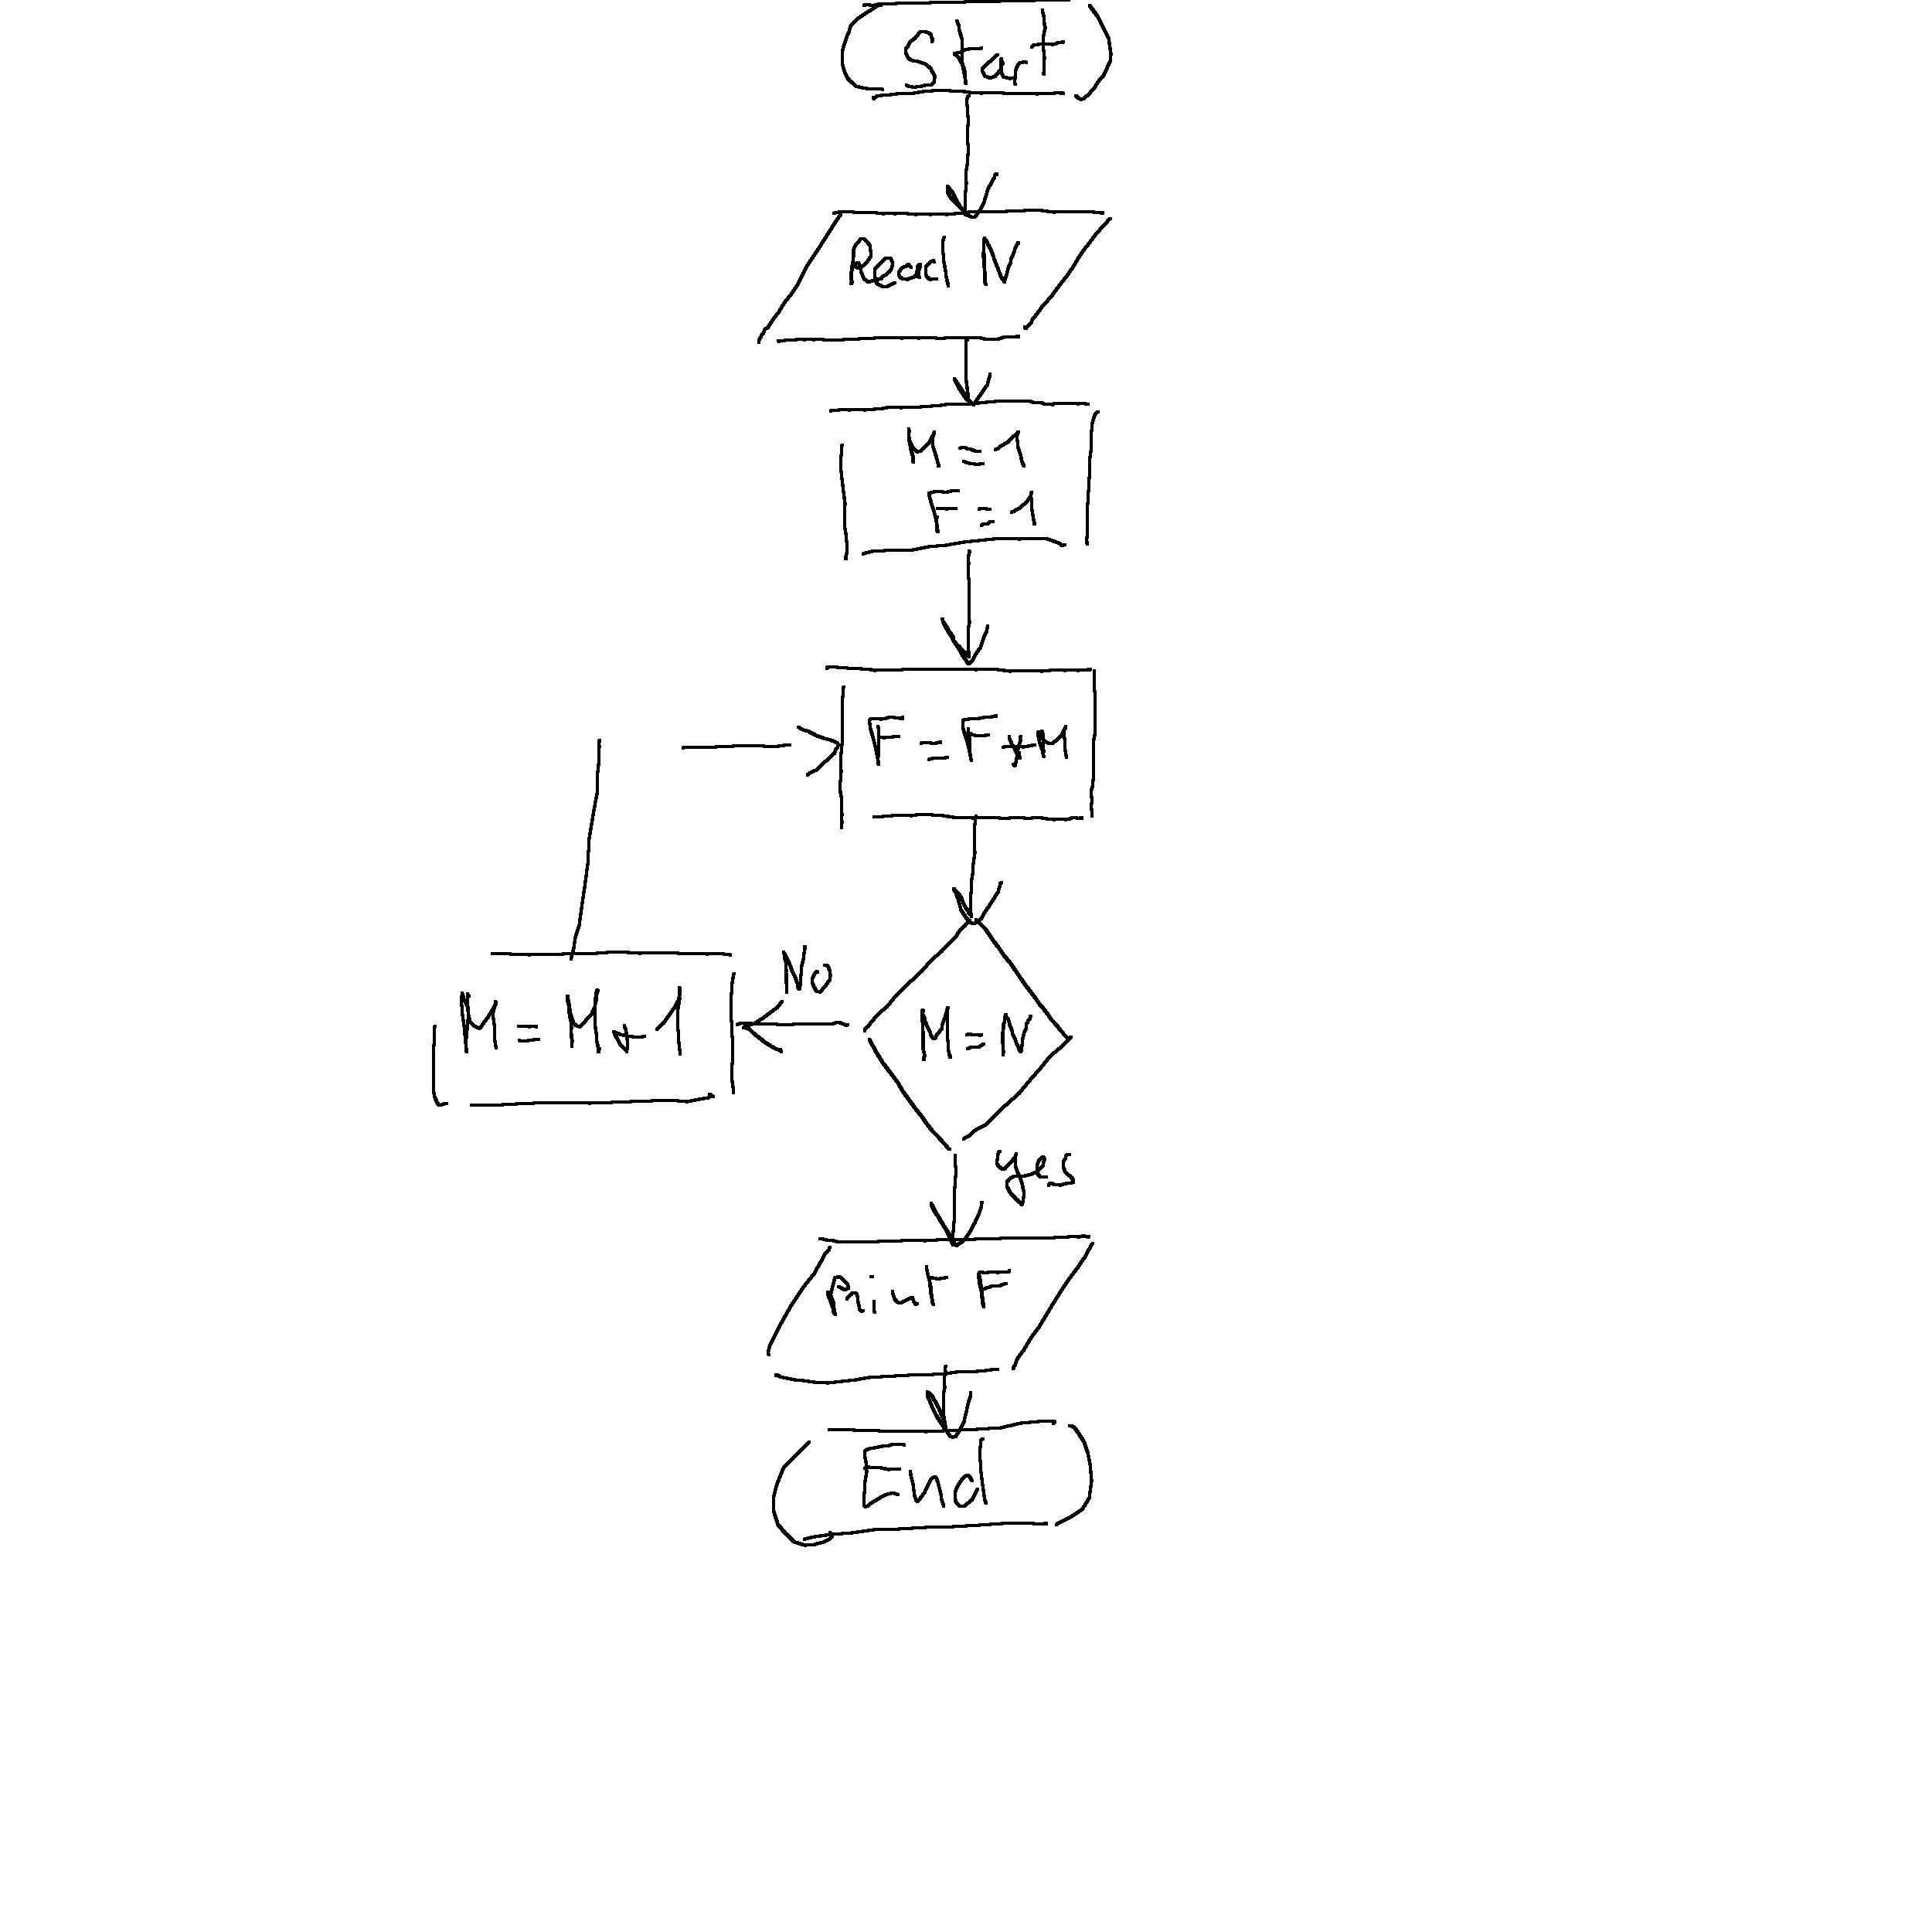 Start
Read N
M = 1
F = 1
F = F * M
No
M = M + 1
M = N
yes
Print F
End